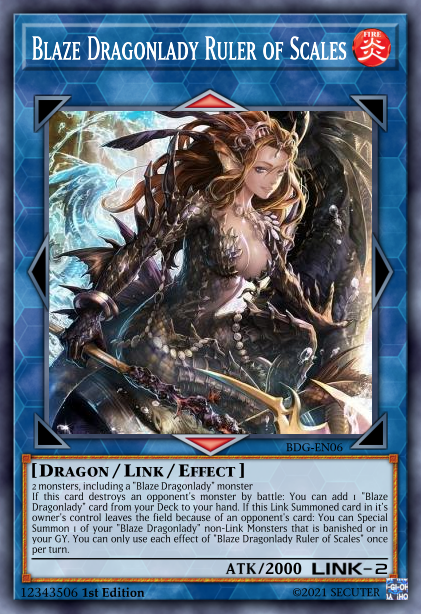 BLAZE DRAGONLADY RULER OF SCALES
FIRE
炎
BDG-EN06
[DRAGON/LINK/EFFECT]
2 monsters, including a "Blaze Dragonlady" monster
If this card destroys an opponent's monster by battle: You can add 1 "Blaze
Dragonlady" card from your Deck to your hand. If this Link Summoned card in it's
owner's control leaves the field because of an opponent's card: You can Special
Summon 1 of your "Blaze Dragonlady" non-Link Monsters that is banished or in
your GY. You can only use each effect of "Blaze Dragonlady Ruler of Scales" once
per turn.
ATK/2000 LINK-2
12343506 1st Edition
©2021 SECUTER